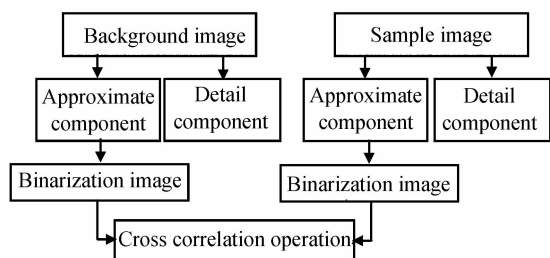 Background image
Sample image
Approximate
component
Detail
component
Approximate
component
Detail
component
Binarization image
Binarization image
Cross correlation operation